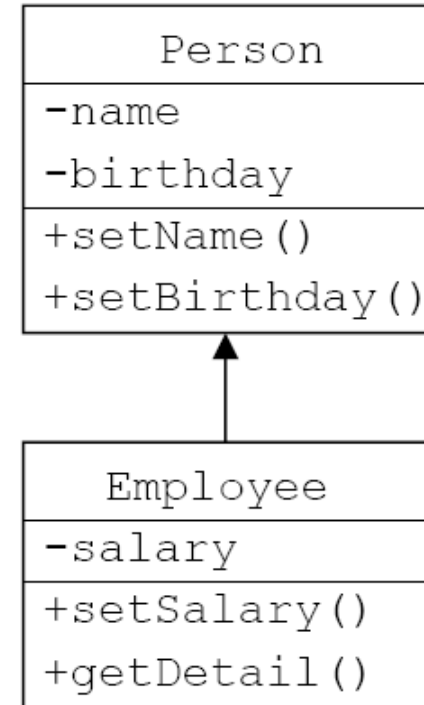 Person
-name
-birthday
+setName()
+setBirthday()
Employee
-salary
+setSalary()
+getDetail()